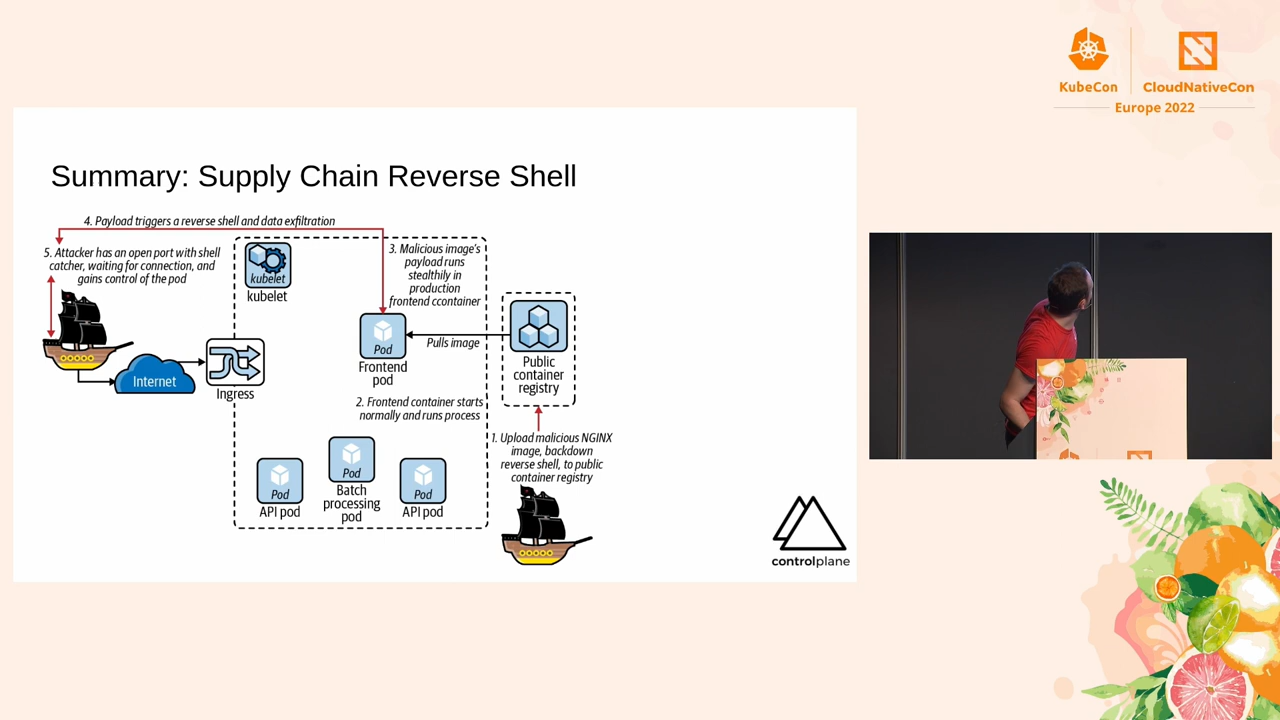 KubeCon
CloudNativeCon
Europe 2022
Summary: Supply Chain Reverse Shell
4. Payload triggers a reverse shell and data exfiltration
5. Attacker has an open port with shell
catcher, waiting for connection, and
gains control of the pod
kubelet
kubelet
3. Malicious image's
payload runs
stealthily in
production
frontend ccontainer
Pod
Frontend
pod
Pulls image
Public
container
registry
Internet
Ingress
2. Frontend container starts
normally and runs process
1. Upload malicious NGINX
image, backdown
reverse shell, to public
container registry
Pod
API pod
Pod
Batch
processing
pod
Pod
API pod
controlplane